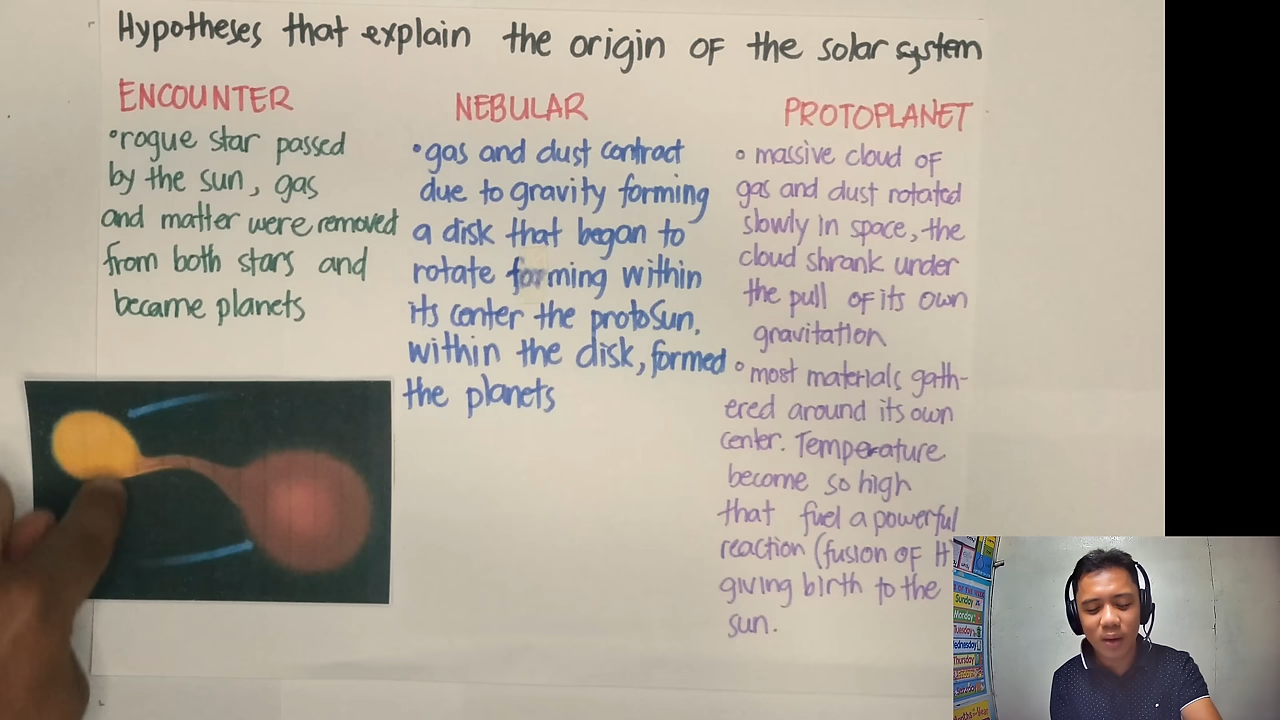 Hypotheses that explain the origin of the solar system
ENCOUNTER
•rogue star passed
by the sun, gas
and matter were removed
from both stars and
became planets
NEBULAR
•gas and dust contract
due to gravity forming
a disk that began to
rotate forming within
its center the protoSun.
within the disk, formed
the planets
PROTOPLANET
• massive cloud of
gas and dust rotated
slowly in space, the
cloud shrank under
the pull of its own
gravitation
• most materials gath-
ered around its own
center. Temperature
become so high
that fuel a powerful
reaction (fusion of H
giving birth to the
sun.
Sunday
Monday
Tuesday
Wednesday
Thursday